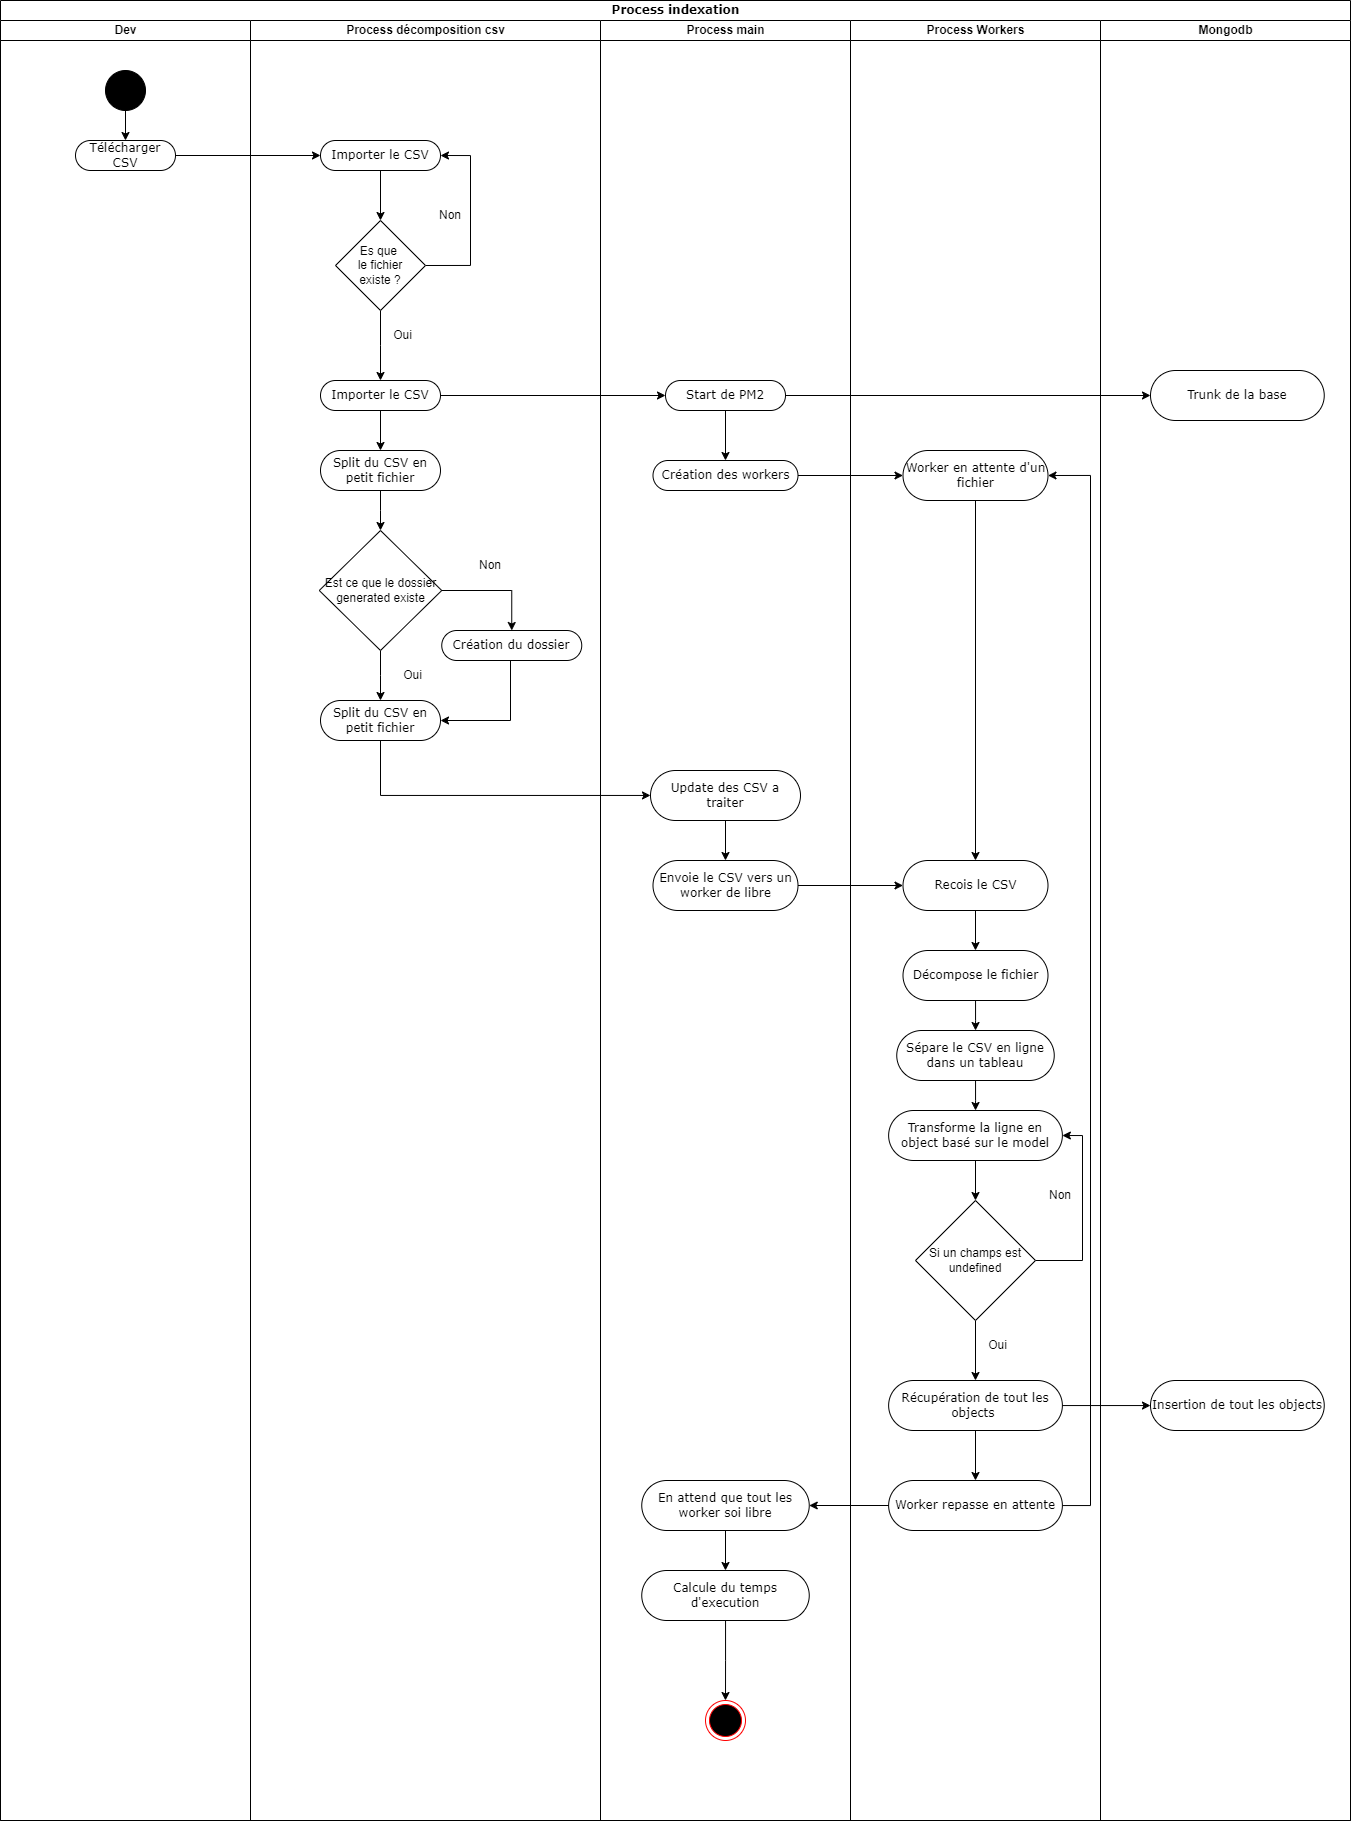 Process indexation
Dev
Process décomposition csv
Process main
Process Workers
Mongodb
Télécharger
CSV
Importer le CSV
Non
Es que
le fichier
existe ?
Oui
Importer le CSV
Start de PM2
Trunk de la base
Split du CSV en
petit fichier
Création des workers
Worker en attente d'un
fichier
Est ce que le dossier
generated existe
Non
Création du dossier
Oui
Split du CSV en
petit fichier
Update des CSV a
traiter
Envoie le CSV vers un
worker de libre
Recois le CSV
Décompose le fichier
Sépare le CSV en ligne
dans un tableau
Transforme la ligne en
object basé sur le model
Non
Si un champs est
undefined
Oui
Récupération de tout les
objects
Insertion de tout les objects
En attend que tout les
worker soi libre
Worker repasse en attente
Calcule du temps
d'execution